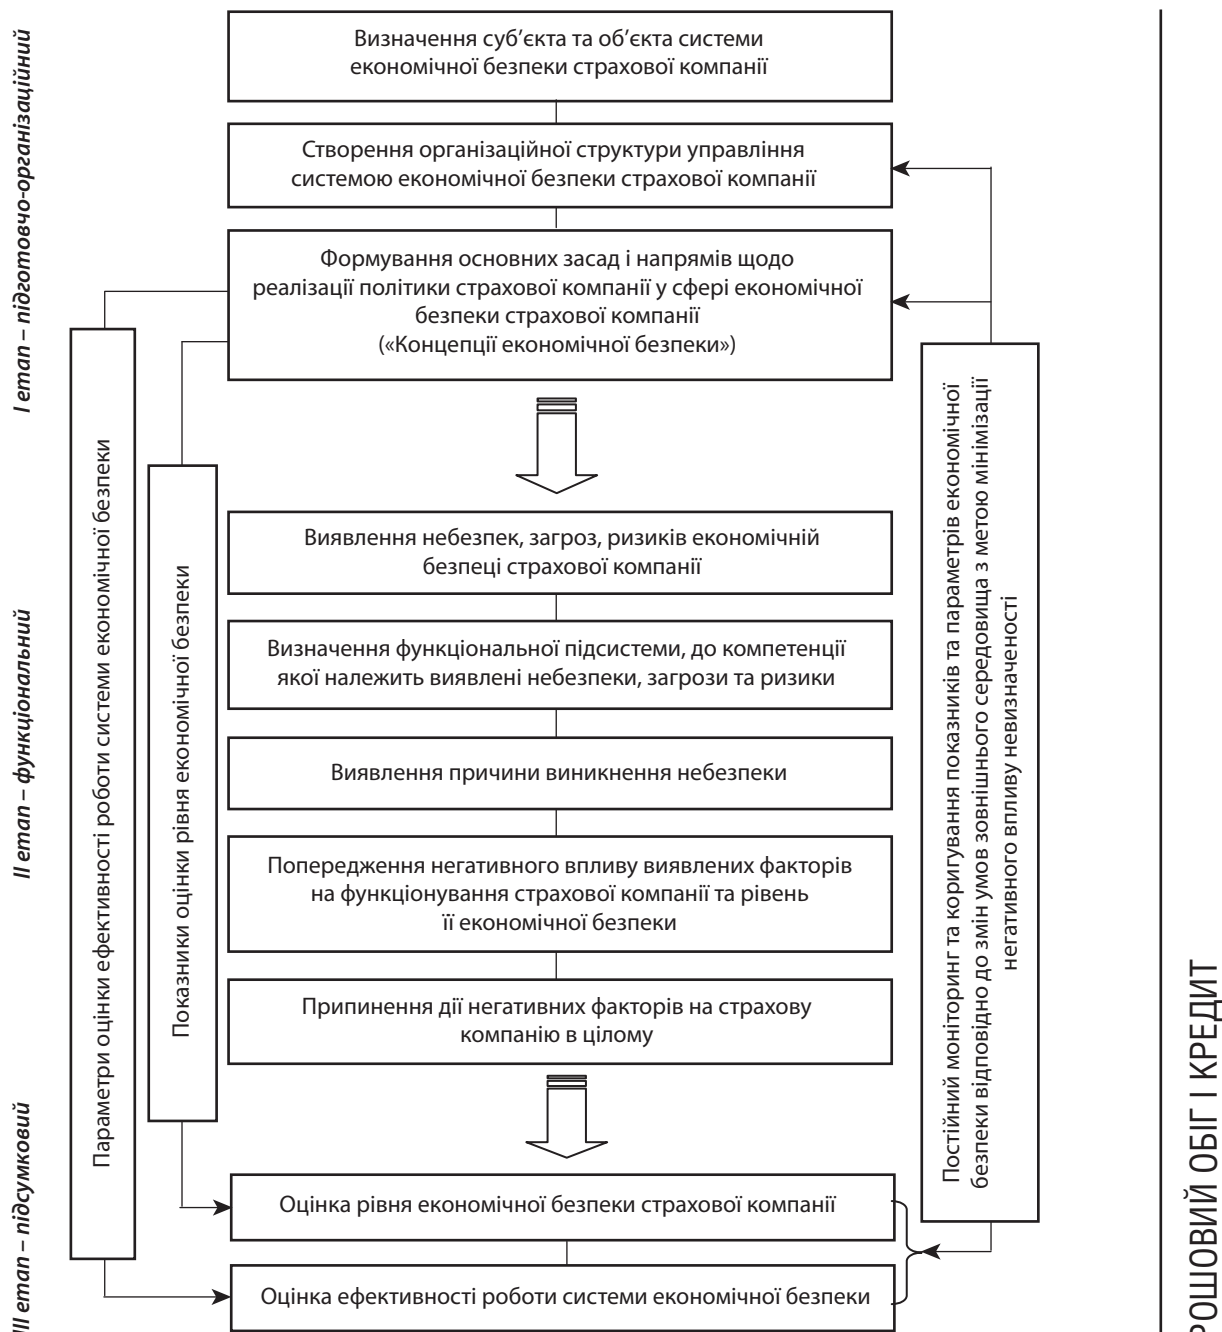 I етап – підготовчо-організаційний
Визначення суб’єкта та об’єкта системи
економічної безпеки страхової компанії
Створення організаційної структури управління
системою економічної безпеки страхової компанії
Формування основних засад і напрямів щодо
реалізації політики страхової компанії у сфері економічної
безпеки страхової компанії
(«Концепції економічної безпеки»)
Параметри оцінки ефективності роботи системи економічної безпеки
Показники оцінки рівня економічної безпеки
II етап – функціональний
Виявлення небезпек, загроз, ризиків економічній
безпеці страхової компанії
Визначення функціональної підсистеми, до компетенції
якої належить виявлені небезпеки, загрози та ризики
Виявлення причини виникнення небезпеки
Попередження негативного впливу виявлених факторів
на функціонування страхової компанії та рівень
її економічної безпеки
Припинення дії негативних факторів на страхову
компанію в цілому
Постійний моніторинг та коригування показників та параметрів економічної
безпеки відповідно до змін умов зовнішнього середовища з метою мінімізації
негативного впливу невизначеності
III етап – підсумковий
Оцінка рівня економічної безпеки страхової компанії
Оцінка ефективності роботи системи економічної безпеки
РОШОВИЙ ОБІГ І КРЕДИТ